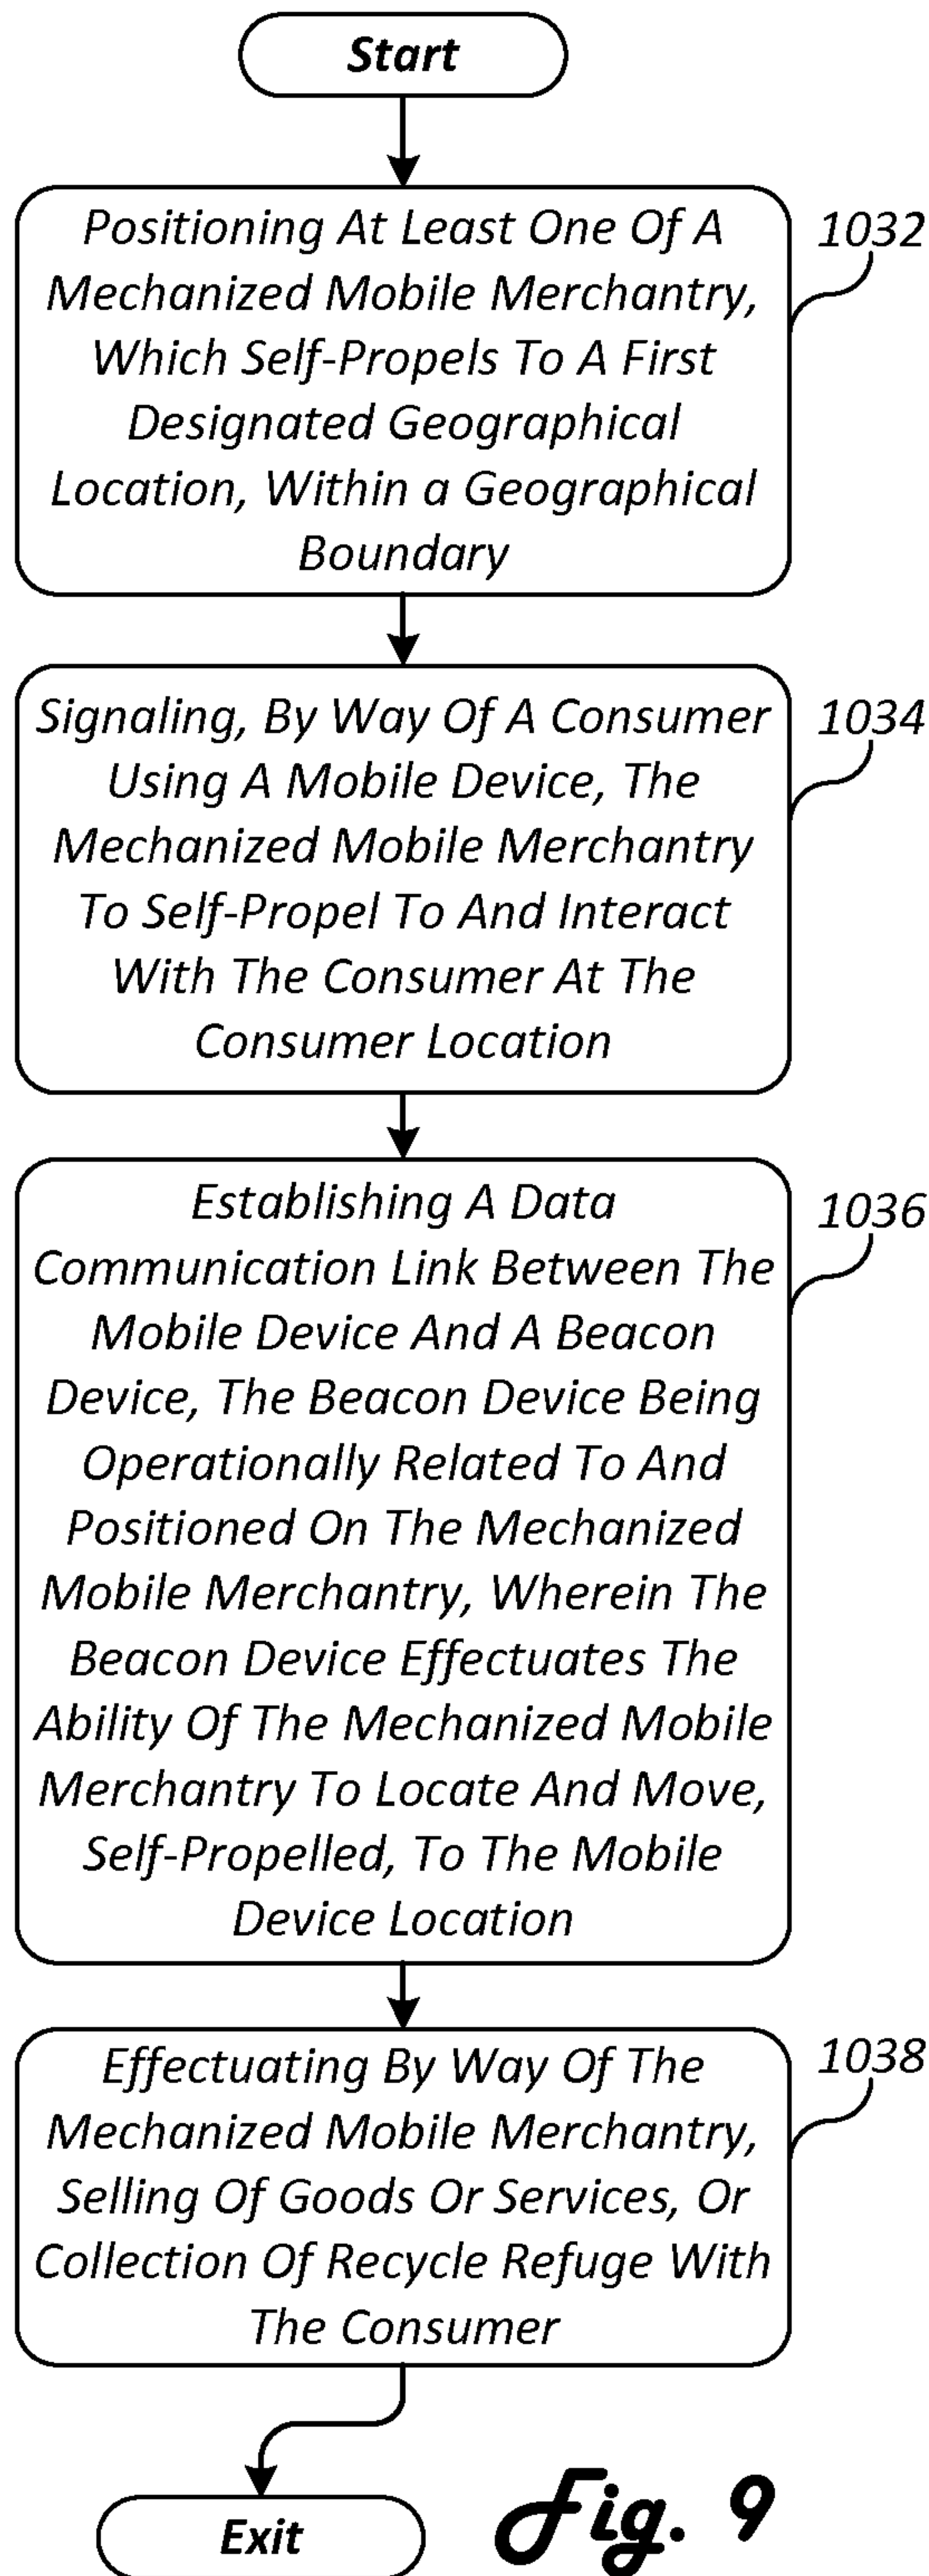 Start
Positioning At Least One Of A
Mechanized Mobile Merchantry,
Which Self-Propels To A First
Designated Geographical
Location, Within a Geographical
Boundary
1032
Signaling, By Way Of A Consumer
Using A Mobile Device, The
Mechanized Mobile Merchantry
To Self-Propel To And Interact
With The Consumer At The
Consumer Location
1034
Establishing A Data
Communication Link Between The
Mobile Device And A Beacon
Device, The Beacon Device Being
Operationally Related To And
Positioned On The Mechanized
Mobile Merchantry, Wherein The
Beacon Device Effectuates The
Ability Of The Mechanized Mobile
Merchantry To Locate And Move,
Self-Propelled, To The Mobile
Device Location
1036
Effectuating By Way Of The
Mechanized Mobile Merchantry,
Selling Of Goods Or Services, Or
Collection Of Recycle Refuge With
The Consumer
1038
Exit
Fig. 9